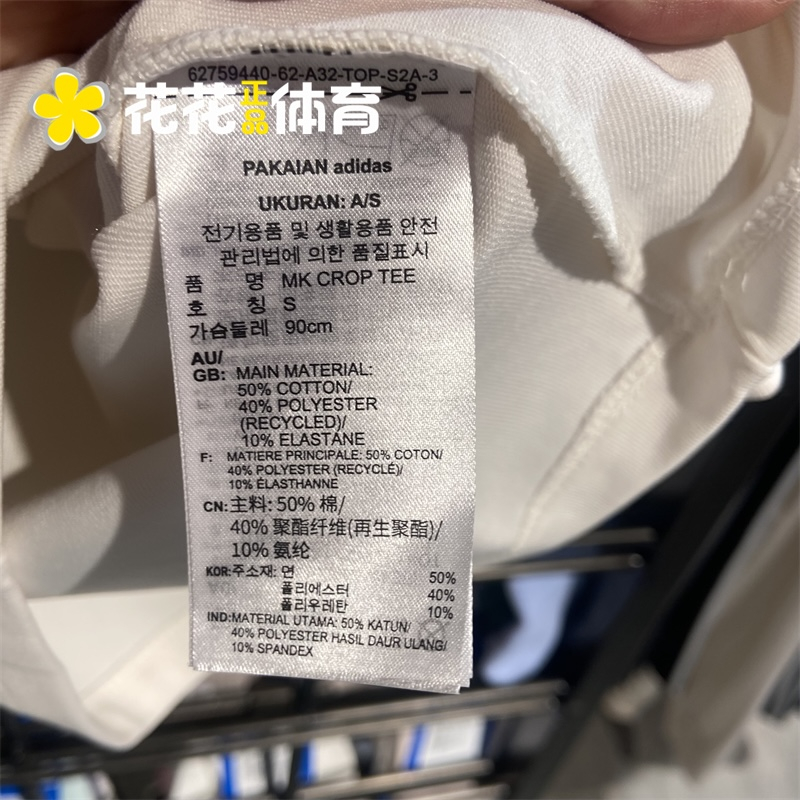 62759440-62-A32-TOP-S2A-3
花花正品体育
PAKAIAN adidas
UKURAN: A/S
전기용품 및 생활용품 안전
관리법에 의한 품질표시
품 명 MK CROP TEE
호 칭 S
가슴둘레 90cm
AU/
GB: MAIN MATERIAL:
50% COTTON/
40% POLYESTER
(RECYCLED)/
10% ELASTANE
F: MATIERE PRINCIPALE: 50% COTON/
40% POLYESTER (RECYCLÉ)/
10% ÉLASTHANNE
CN:主料: 50% 棉/
40% 聚酯纤维(再生聚酯)/
10% 氨纶
KOR:주소재: 면 50%
폴리에스터 40%
폴리우레탄 10%
IND:MATERIAL UTAMA: 50% KATUN/
40% POLYESTER HASIL DAUR ULANG/
10% SPANDEX